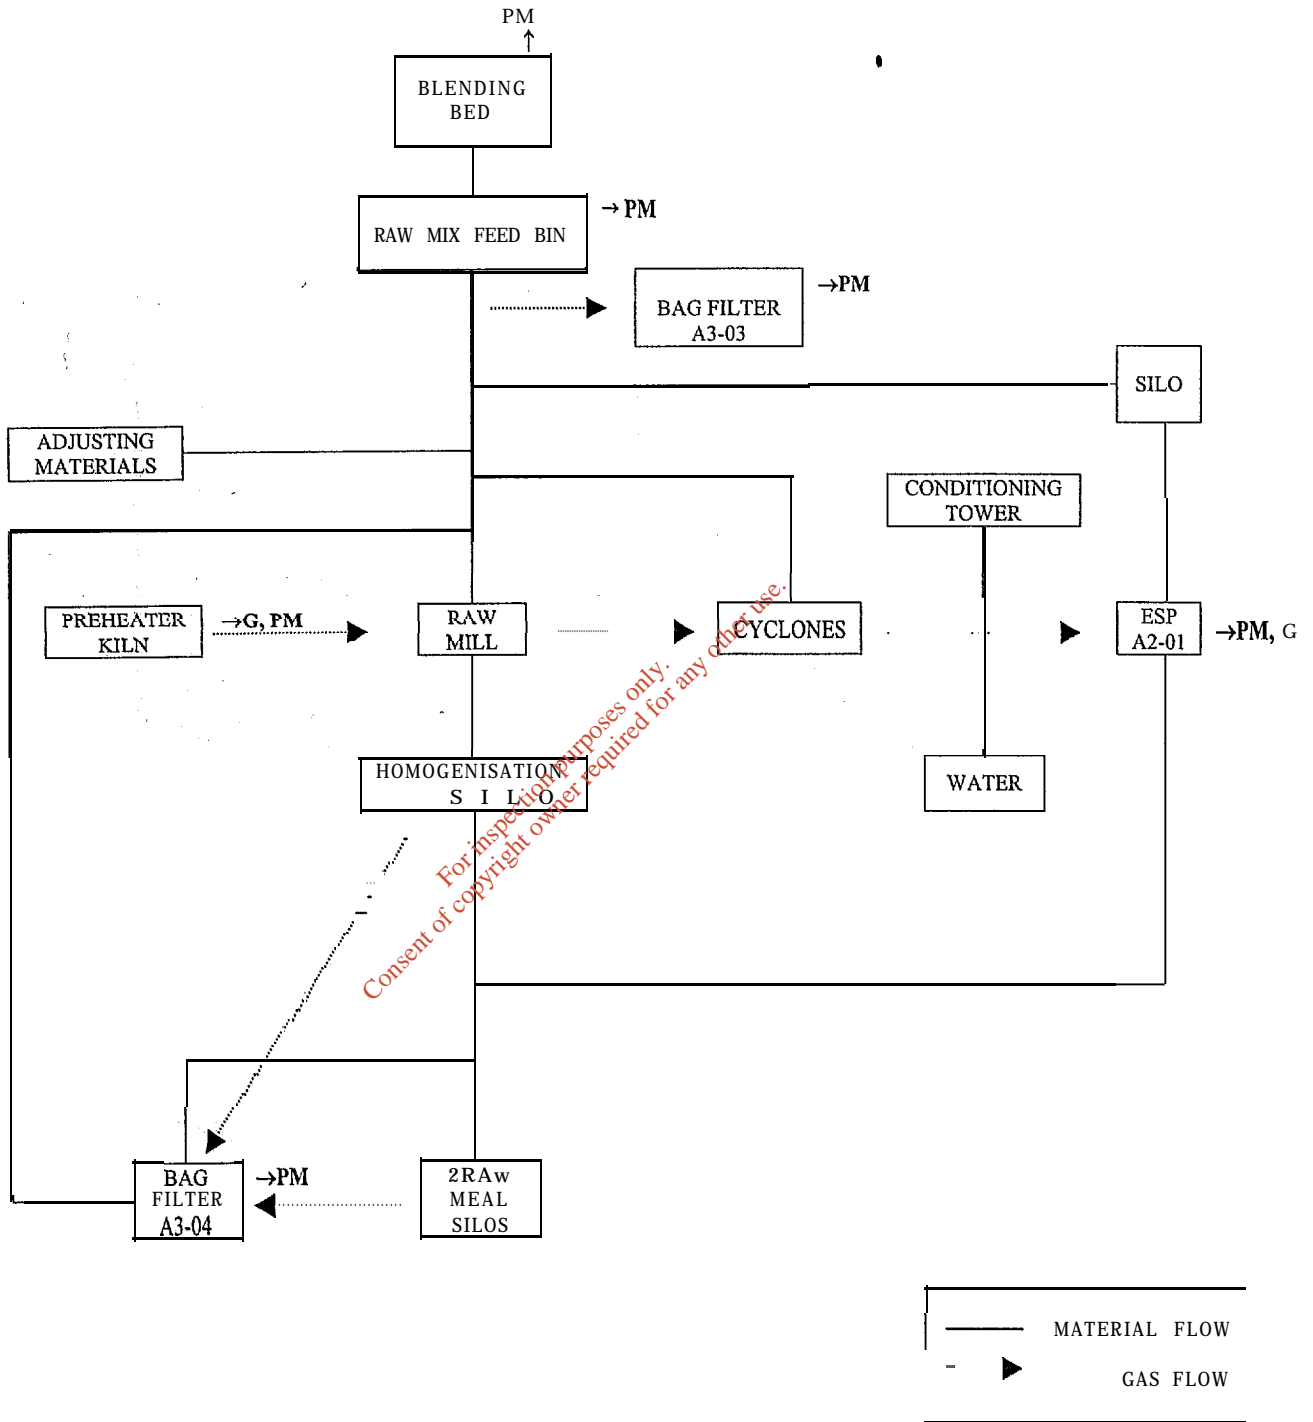 PM
↑
BLENDING
BED
→ PM
RAW MIX FEED BIN
→PM
BAG FILTER
A3-03
SILO
ADJUSTING
MATERIALS
CONDITIONING
TOWER
PREHEATER
KILN
→G, PM
RAW
MILL
CYCLONES
ESP
A2-01
→PM, G
HOMOGENISATION
S I L O
WATER
For inspection purposes only.
Consent of copyright owner required for any other use.
BAG
FILTER
A3-04
→PM
2RAw
MEAL
SILOS
MATERIAL FLOW
GAS FLOW